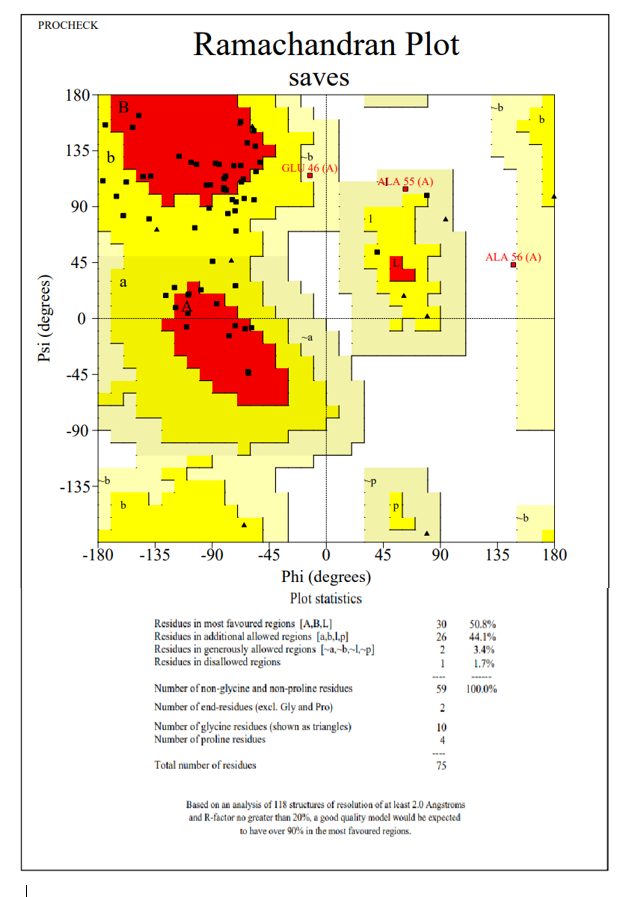 PROCHECK
Ramachandran Plot
saves
B
~b
b
b
~b
GLU 46 (A)
~l
ALA 55 (A)
l
ALA 56 (A)
L
a
A
~a
~b
b
~p
p
~b
180
135
90
45
0
-45
-90
-135
Psi (degrees)
-180 -135 -90 -45 0 45 90 135 180
Phi (degrees)
Plot statistics
Residues in most favoured regions [A,B,L] 30 50.8%
Residues in additional allowed regions [a,b,l,p] 26 44.1%
Residues in generously allowed regions [~a,~b,~l,~p] 2 3.4%
Residues in disallowed regions 1 1.7%
---- ------
Number of non-glycine and non-proline residues 59 100.0%
Number of end-residues (excl. Gly and Pro) 2
Number of glycine residues (shown as triangles) 10
Number of proline residues 4
----
Total number of residues 75
Based on an analysis of 118 structures of resolution of at least 2.0 Angstroms
and R-factor no greater than 20%, a good quality model would be expected
to have over 90% in the most favoured regions.